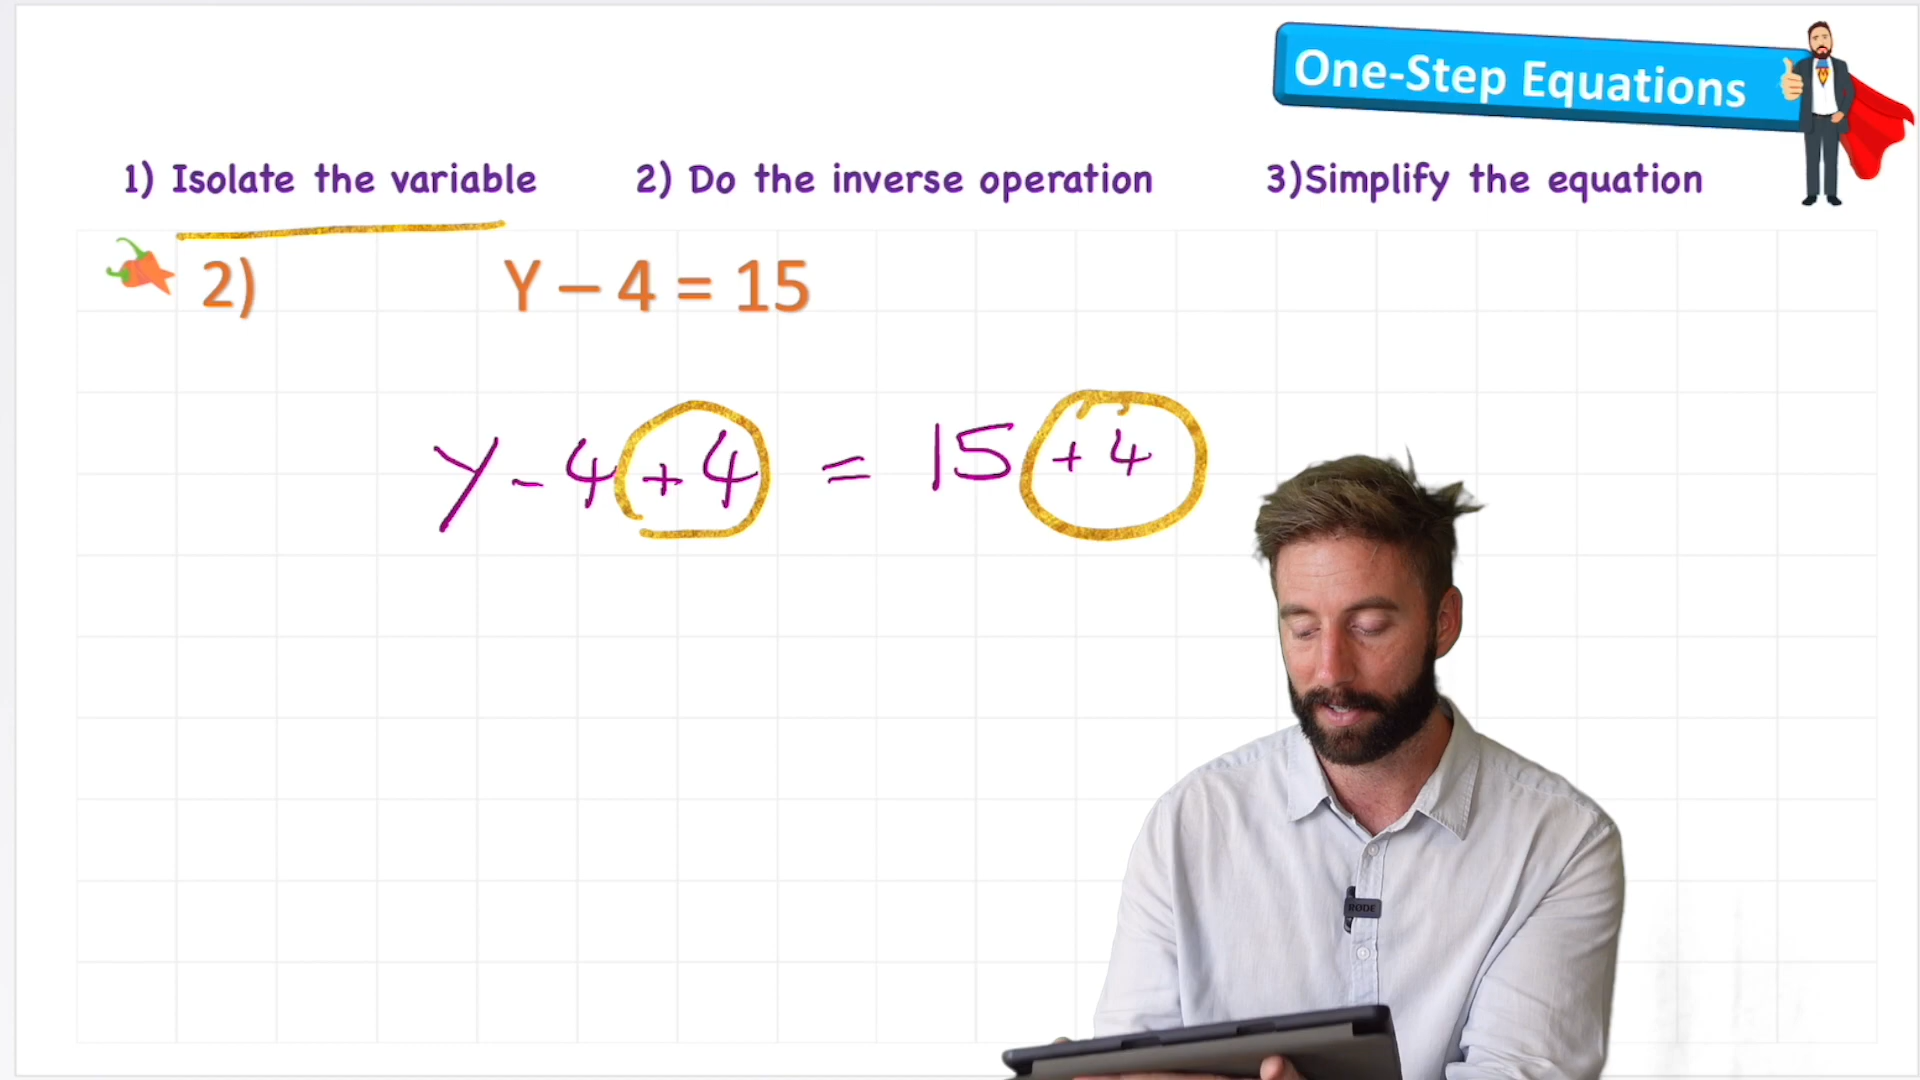 One-Step Equations
1) Isolate the variable 2) Do the inverse operation 3)Simplify the equation
2) Y – 4 = 15
y - 4 + 4 = 15 + 4
RØDE